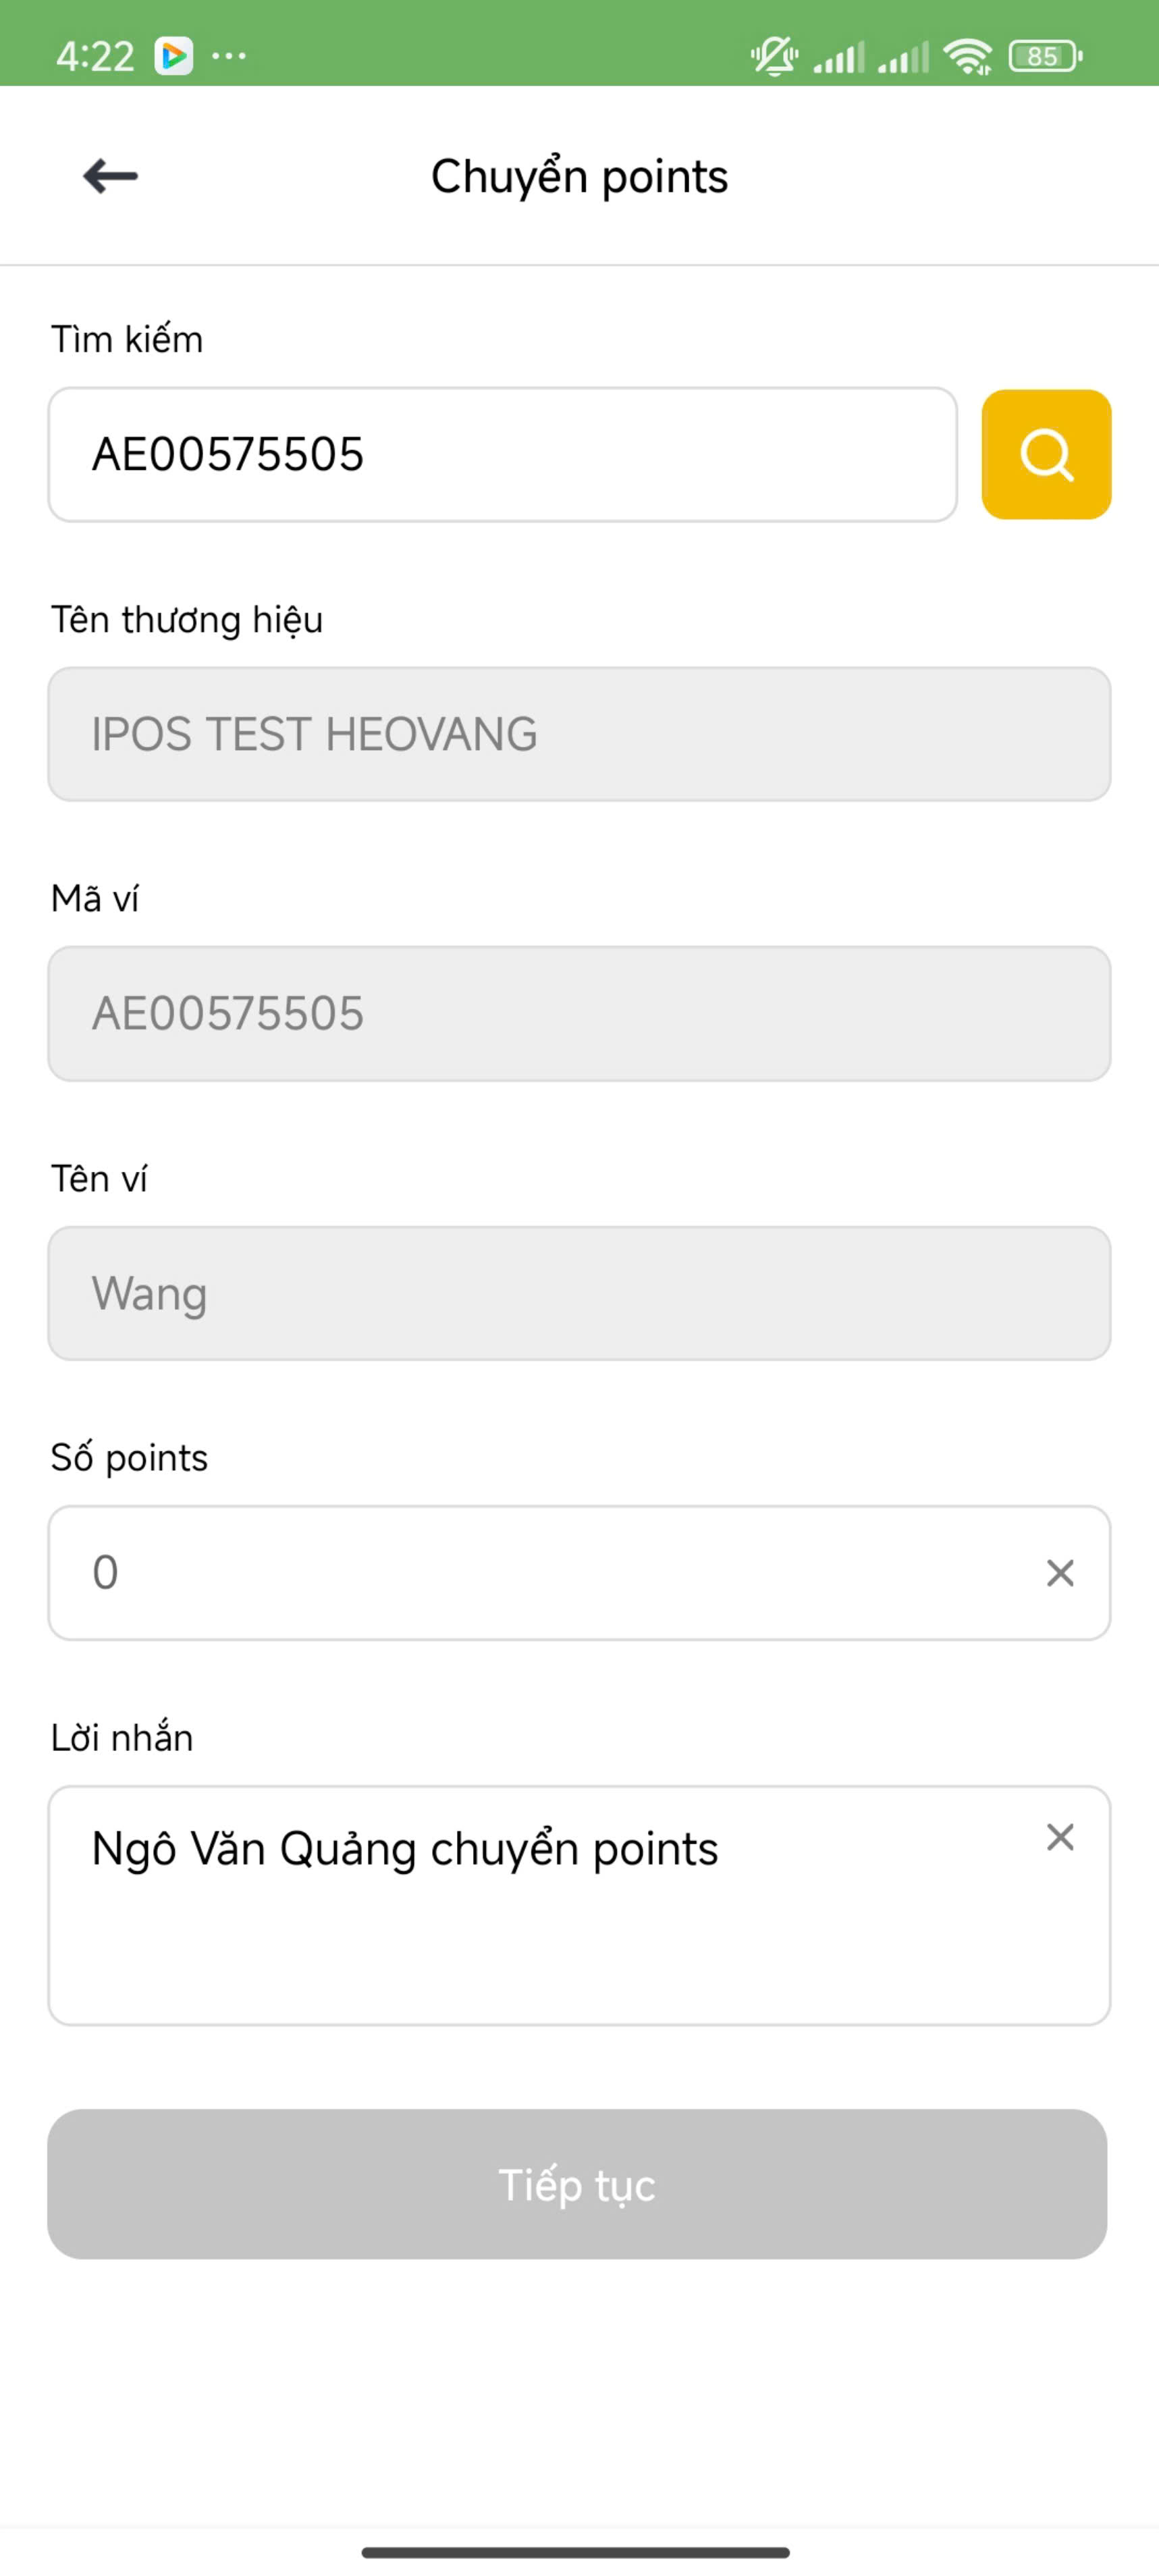 4:22
85
Chuyển points
Tìm kiếm
AE00575505
Tên thương hiệu
IPOS TEST HEOVANG
Mã ví
AE00575505
Tên ví
Wang
Số points
0
Lời nhắn
Ngô Văn Quảng chuyển points
Tiếp tục